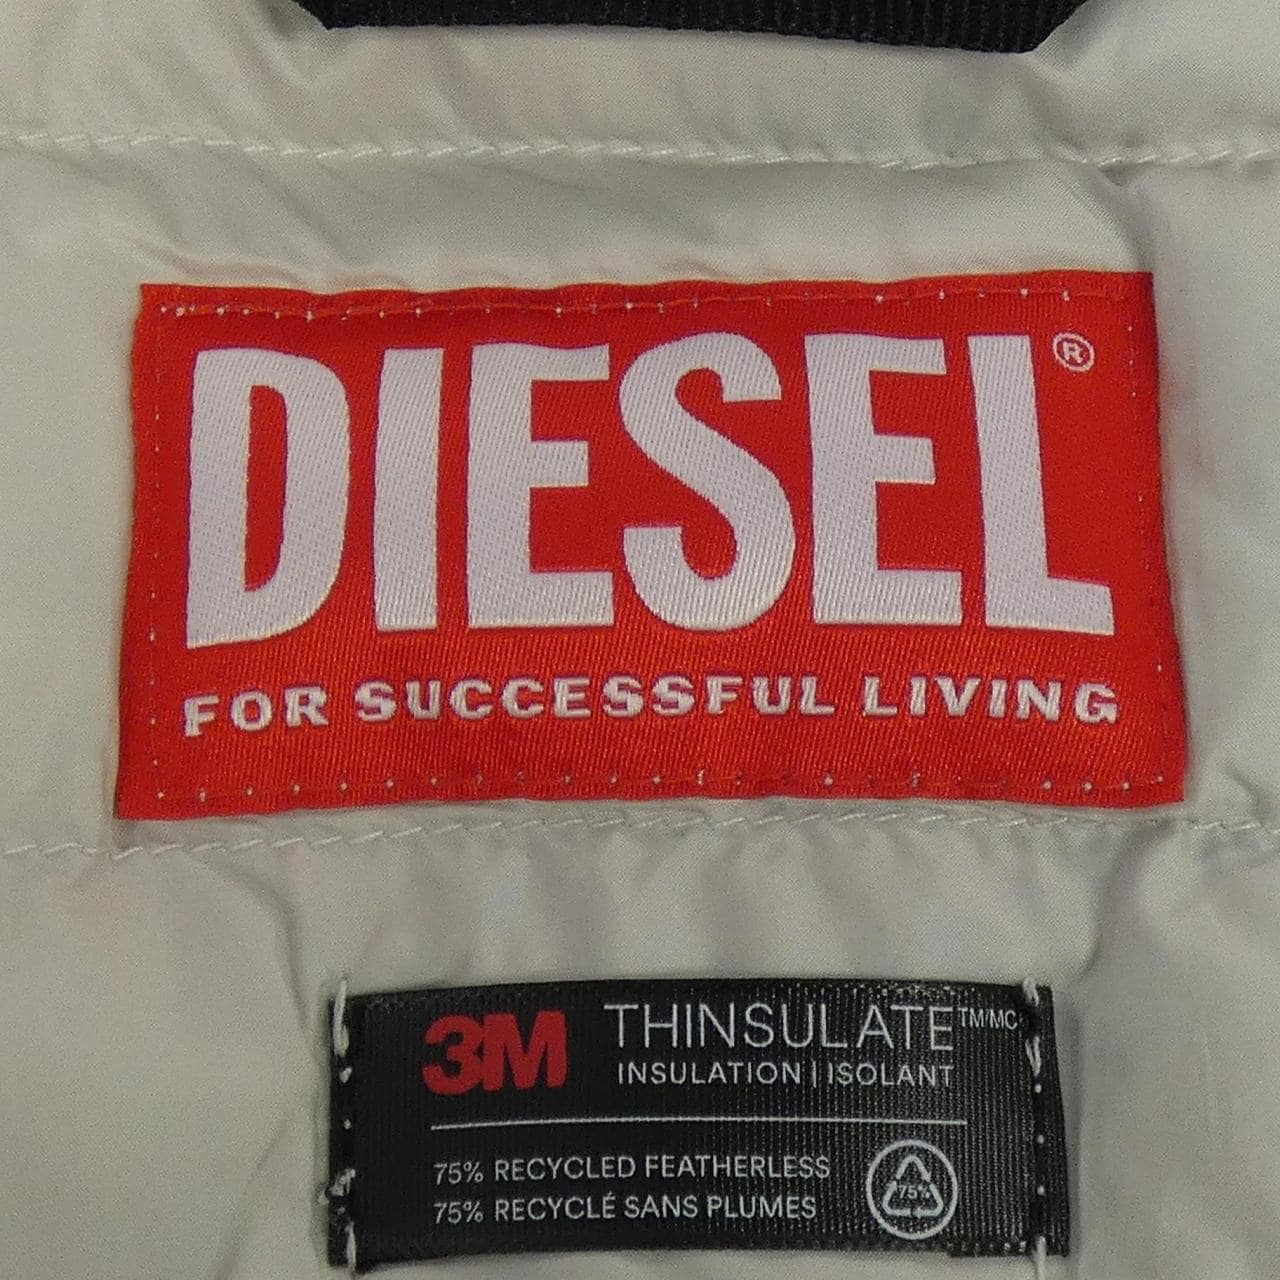 DIESEL®
FOR SUCCESSFUL LIVING
3M THINSULATE™/MC
INSULATION | ISOLANT
75% RECYCLED FEATHERLESS
75% RECYCLÉ SANS PLUMES
75%